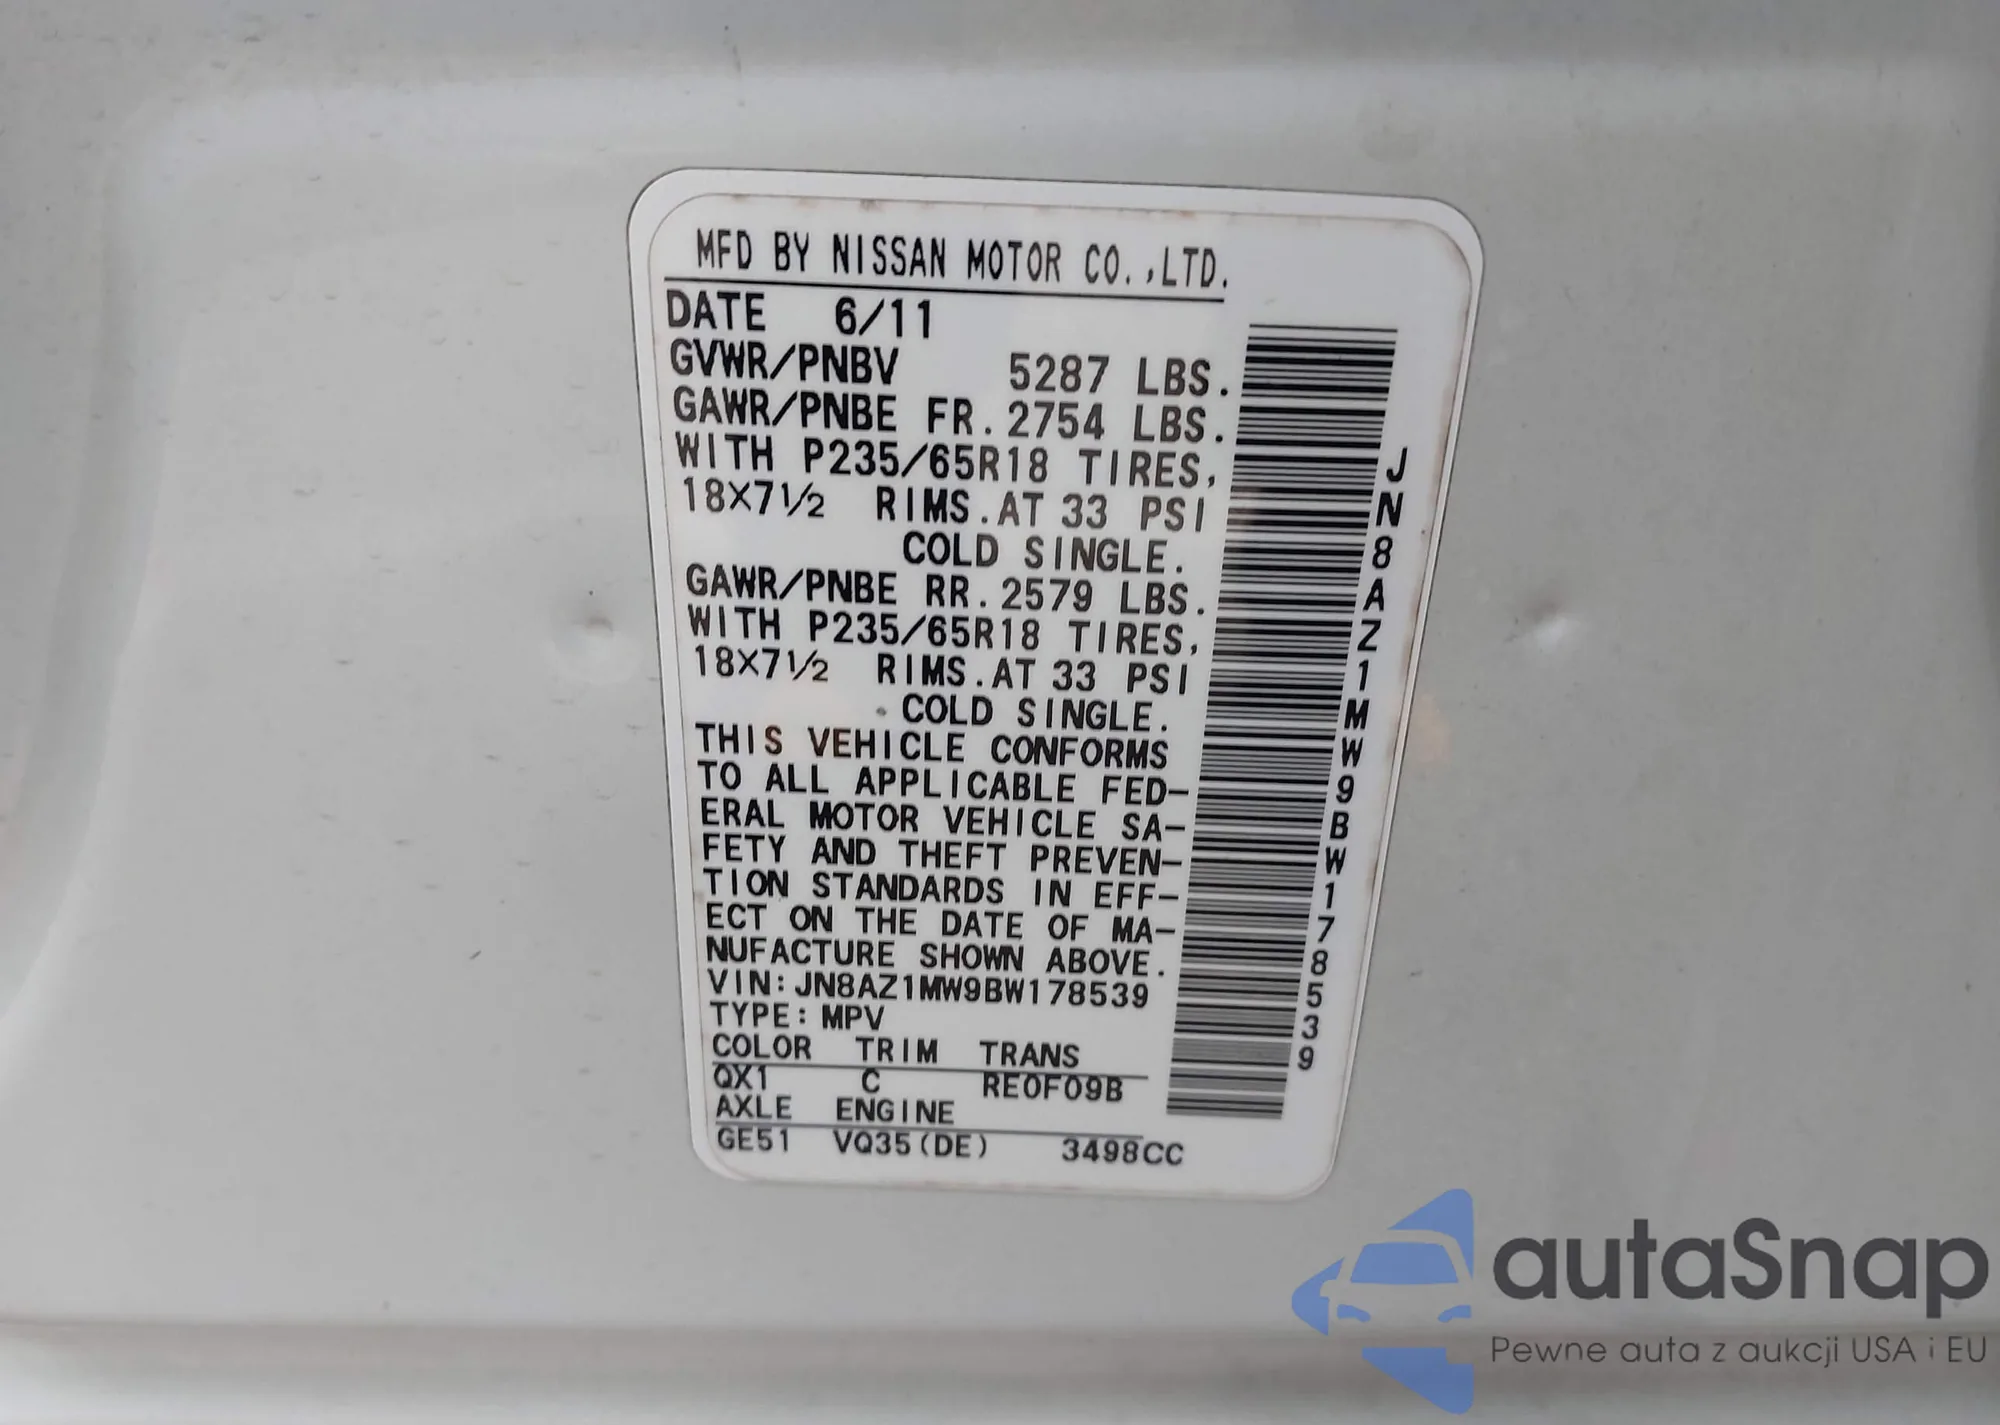 MFD BY NISSAN MOTOR CO.,LTD.
DATE 6/11
GVWR/PNBV 5287 LBS.
GAWR/PNBE FR. 2754 LBS.
WITH P235/65R18 TIRES,
18X7½ RIMS.AT 33 PSI
COLD SINGLE.
GAWR/PNBE RR. 2579 LBS.
WITH P235/65R18 TIRES,
18X7½ RIMS.AT 33 PSI
COLD SINGLE.
THIS VEHICLE CONFORMS
TO ALL APPLICABLE FED-
ERAL MOTOR VEHICLE SA-
FETY AND THEFT PREVEN-
TION STANDARDS IN EFF-
ECT ON THE DATE OF MA-
NUFACTURE SHOWN ABOVE.
VIN:JN8AZ1MW9BW178539
TYPE:MPV
COLOR TRIM TRANS
QX1 C RE0F09B
AXLE ENGINE
GE51 VQ35(DE) 3498CC
JN8AZ1MW9BW178539
autaSnap
Pewne auta z aukcji USA i EU